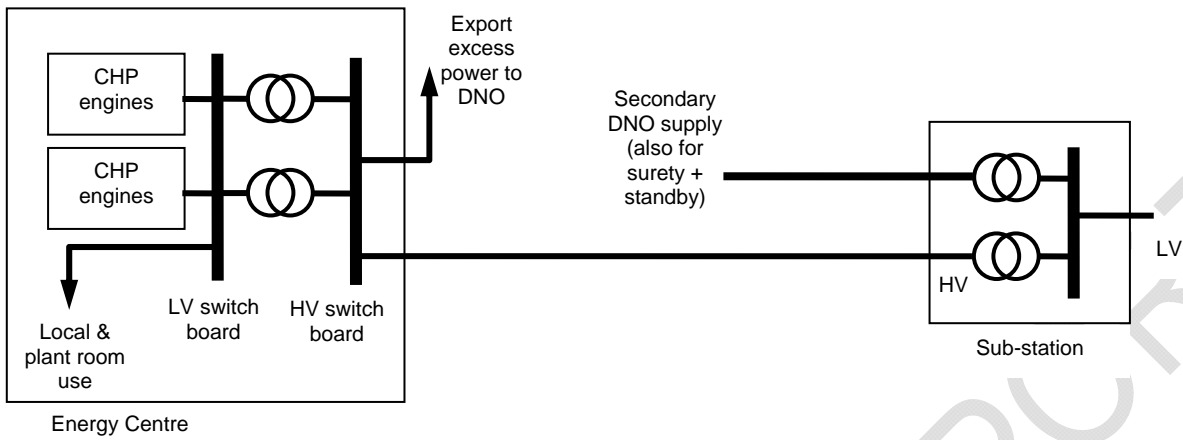 CHP
engines
CHP
engines
Export
excess
power to
DNO
Secondary
DNO supply
(also for
surety +
standby)
LV
HV
LV switch
board
HV switch
board
Local &
plant room
use
Sub-station
Energy Centre